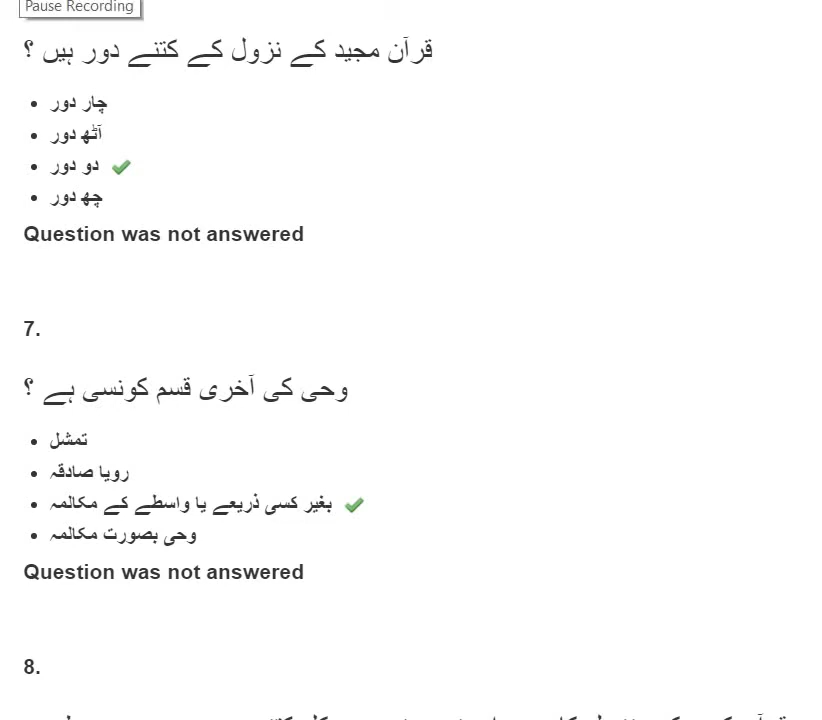 Pause Recording
قرآن مجید کے نزول کے کتنے دور ہیں ؟
چار دور
آٹھ دور
دو دور
چھ دور
Question was not answered
7.
وحی کی آخری قسم کونسی ہے ؟
تمشل
رویا صادقہ
بغیر کسی ذریعے یا واسطے کے مکالمہ
وحی بصورت مکالمہ
Question was not answered
8.